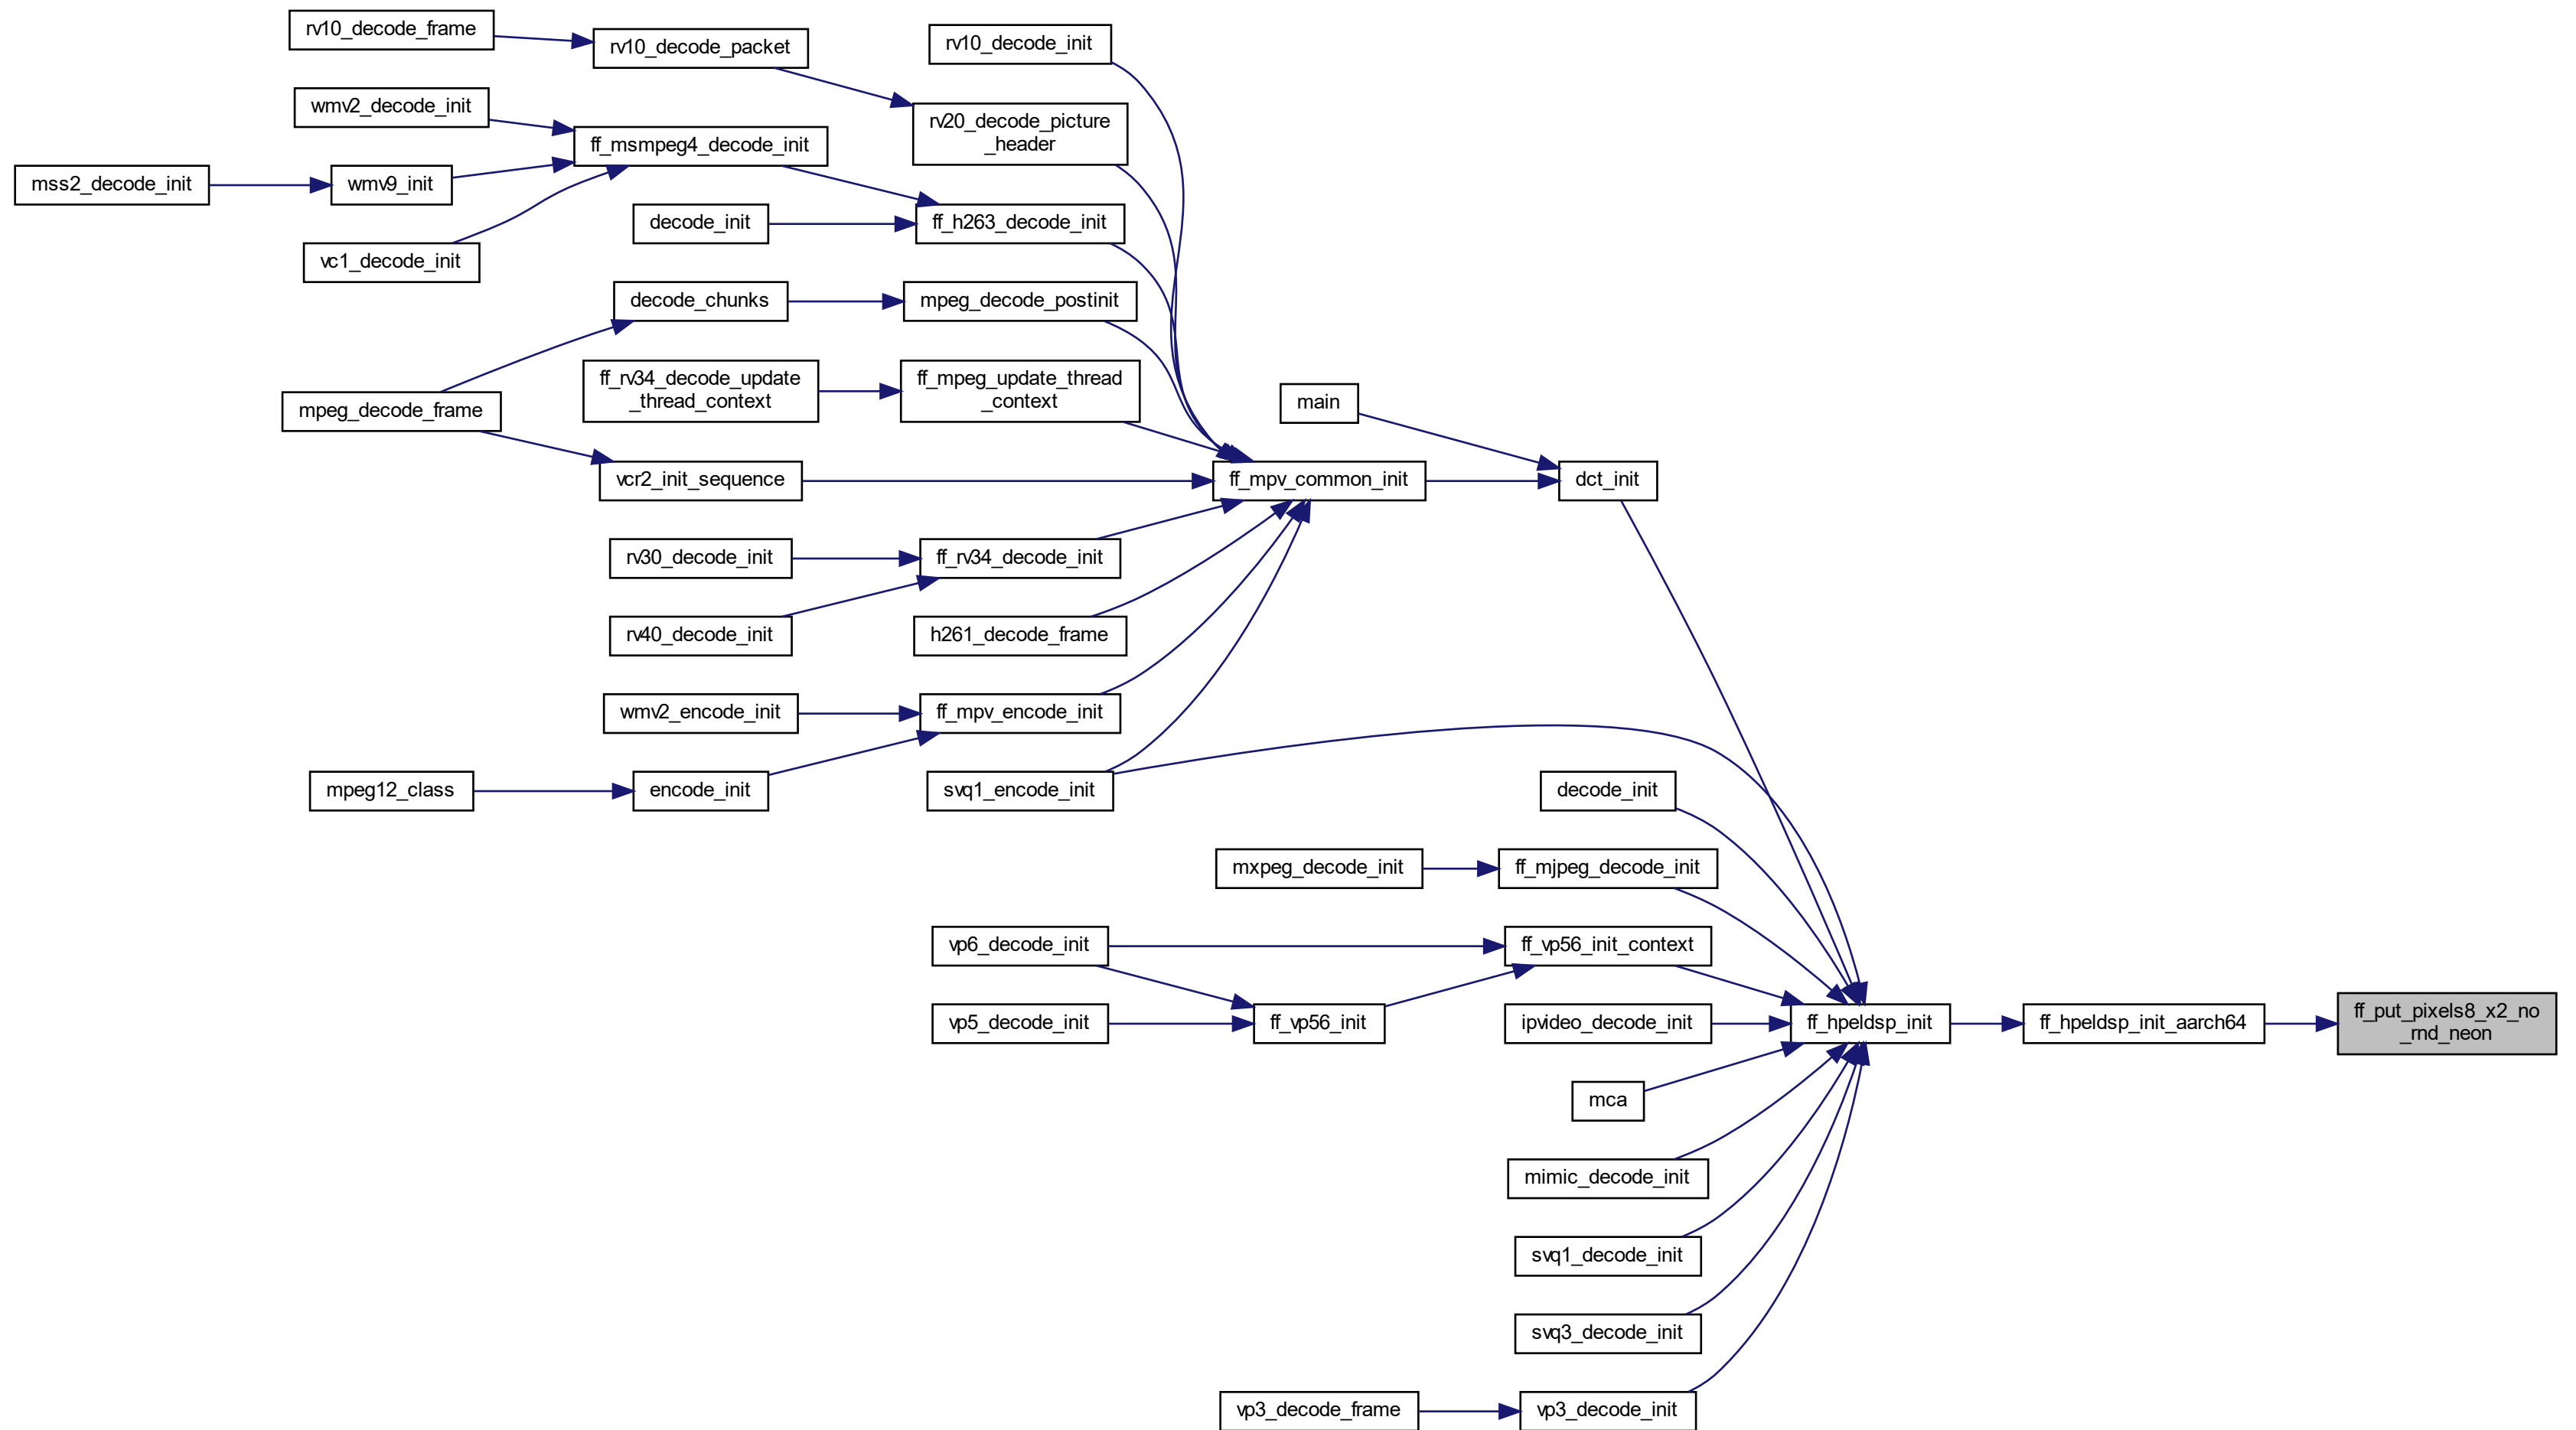 rv10_decode_frame
rv10_decode_packet
rv10_decode_init
wmv2_decode_init
rv20_decode_picture
_header
ff_msmpeg4_decode_init
mss2_decode_init
wmv9_init
decode_init
ff_h263_decode_init
vc1_decode_init
decode_chunks
mpeg_decode_postinit
ff_rv34_decode_update
_thread_context
ff_mpeg_update_thread
_context
mpeg_decode_frame
main
vcr2_init_sequence
ff_mpv_common_init
dct_init
rv30_decode_init
ff_rv34_decode_init
rv40_decode_init
h261_decode_frame
wmv2_encode_init
ff_mpv_encode_init
mpeg12_class
encode_init
svq1_encode_init
decode_init
mxpeg_decode_init
ff_mjpeg_decode_init
vp6_decode_init
ff_vp56_init_context
vp5_decode_init
ff_vp56_init
ipvideo_decode_init
ff_hpeldsp_init
ff_hpeldsp_init_aarch64
ff_put_pixels8_x2_no
_rnd_neon
mca
mimic_decode_init
svq1_decode_init
svq3_decode_init
vp3_decode_frame
vp3_decode_init